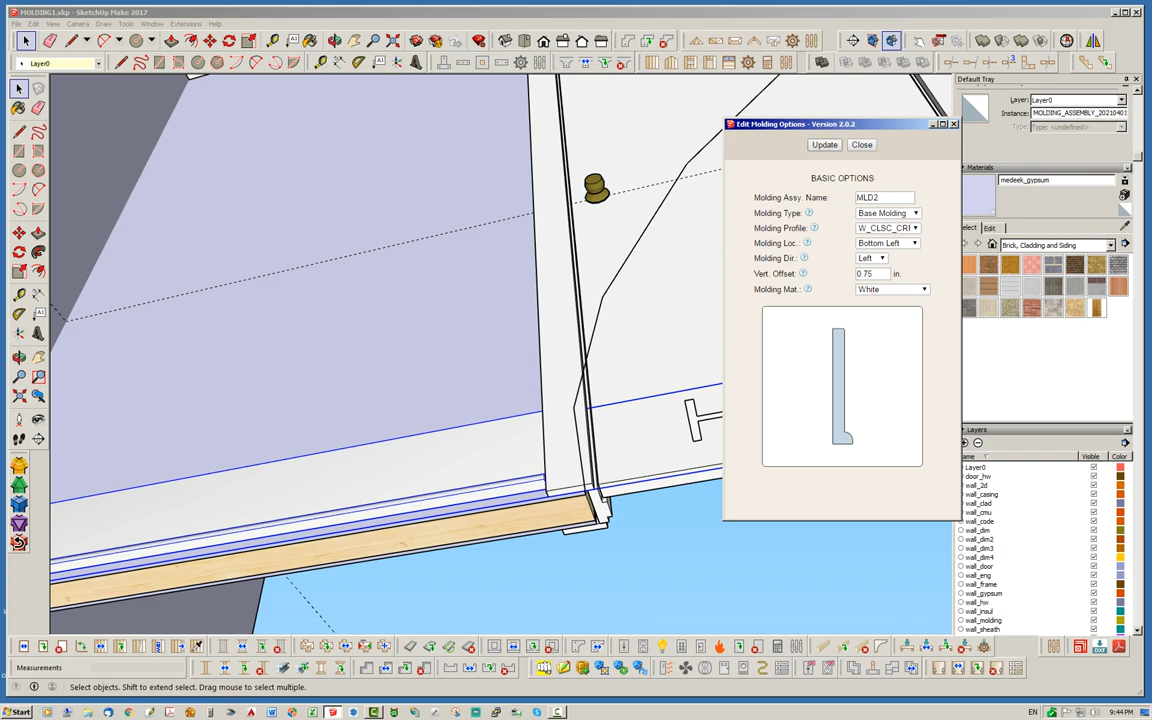 MOLDING1.skp - SketchUp Make 2017
File Edit View Camera Draw Tools Window Extensions Help
Layer0
Default Tray
Layer: Layer0
Instance: MOLDING_ASSEMBLY_20210401
Type: Type: <undefined>
Materials
medeek_gypsum
Select Edit
Brick, Cladding and Siding
Edit Molding Options - Version 2.0.2
Update Close
BASIC OPTIONS
Molding Assy. Name: MLD2
Molding Type: Base Molding
Molding Profile: W_CLSC_CRI
Molding Loc.: Bottom Left
Molding Dir.: Left
Vert. Offset: 0.75 in.
Molding Mat.: White
Layers
Name Visible Color
Layer0
door_hw
wall_2d
wall_casing
wall_clad
wall_cmu
wall_code
wall_dim
wall_dim2
wall_dim3
wall_dim4
wall_door
wall_eng
wall_frame
wall_gypsum
wall_hw
wall_insul
wall_molding
wall_sheath
Measurements
Select objects. Shift to extend select. Drag mouse to select multiple.
Start EN 9:44 PM